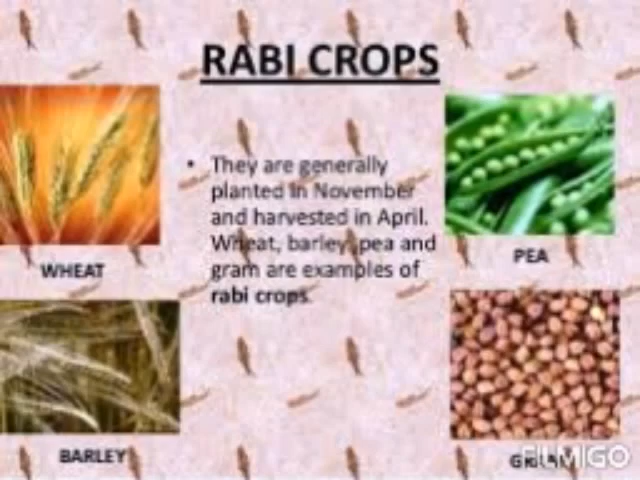 RABI CROPS
• They are generally
planted in November
and harvested in April.
Wheat, barley, pea and
gram are examples of
rabi crops.
WHEAT
PEA
BARLEY
FILMIGO